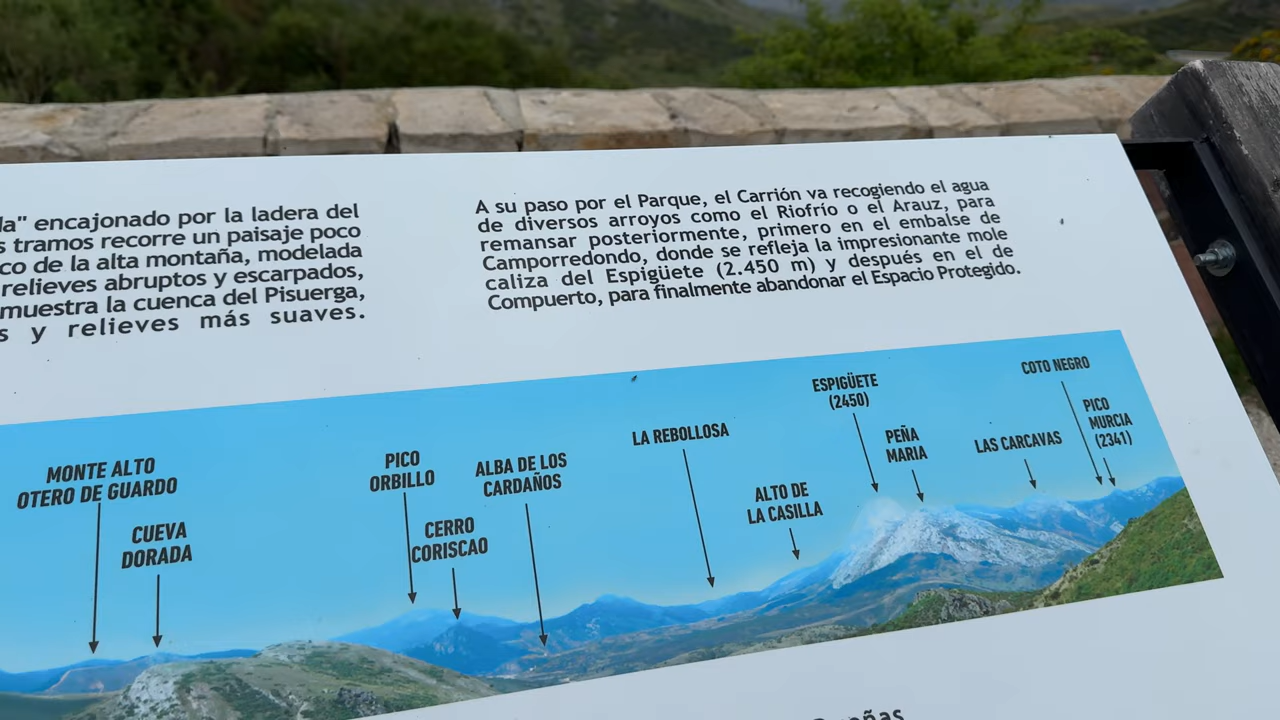 da" encajonado por la ladera del
s tramos recorre un paisaje poco
co de la alta montaña, modelada
relieves abruptos y escarpados,
muestra la cuenca del Pisuerga,
s y relieves más suaves.
A su paso por el Parque, el Carrión va recogiendo el agua
de diversos arroyos como el Riofrío o el Arauz, para
remansar posteriormente, primero en el embalse de
Camporredondo, donde se refleja la impresionante mole
caliza del Espigüete (2.450 m) y después en el de
Compuerto, para finalmente abandonar el Espacio Protegido.
MONTE ALTO
OTERO DE GUARDO
CUEVA
DORADA
PICO
ORBILLO
CERRO
CORISCAO
ALBA DE LOS
CARDAÑOS
LA REBOLLOSA
ALTO DE
LA CASILLA
ESPIGÜETE
(2450)
PEÑA
MARIA
LAS CARCAVAS
COTO NEGRO
PICO
MURCIA
(2341)